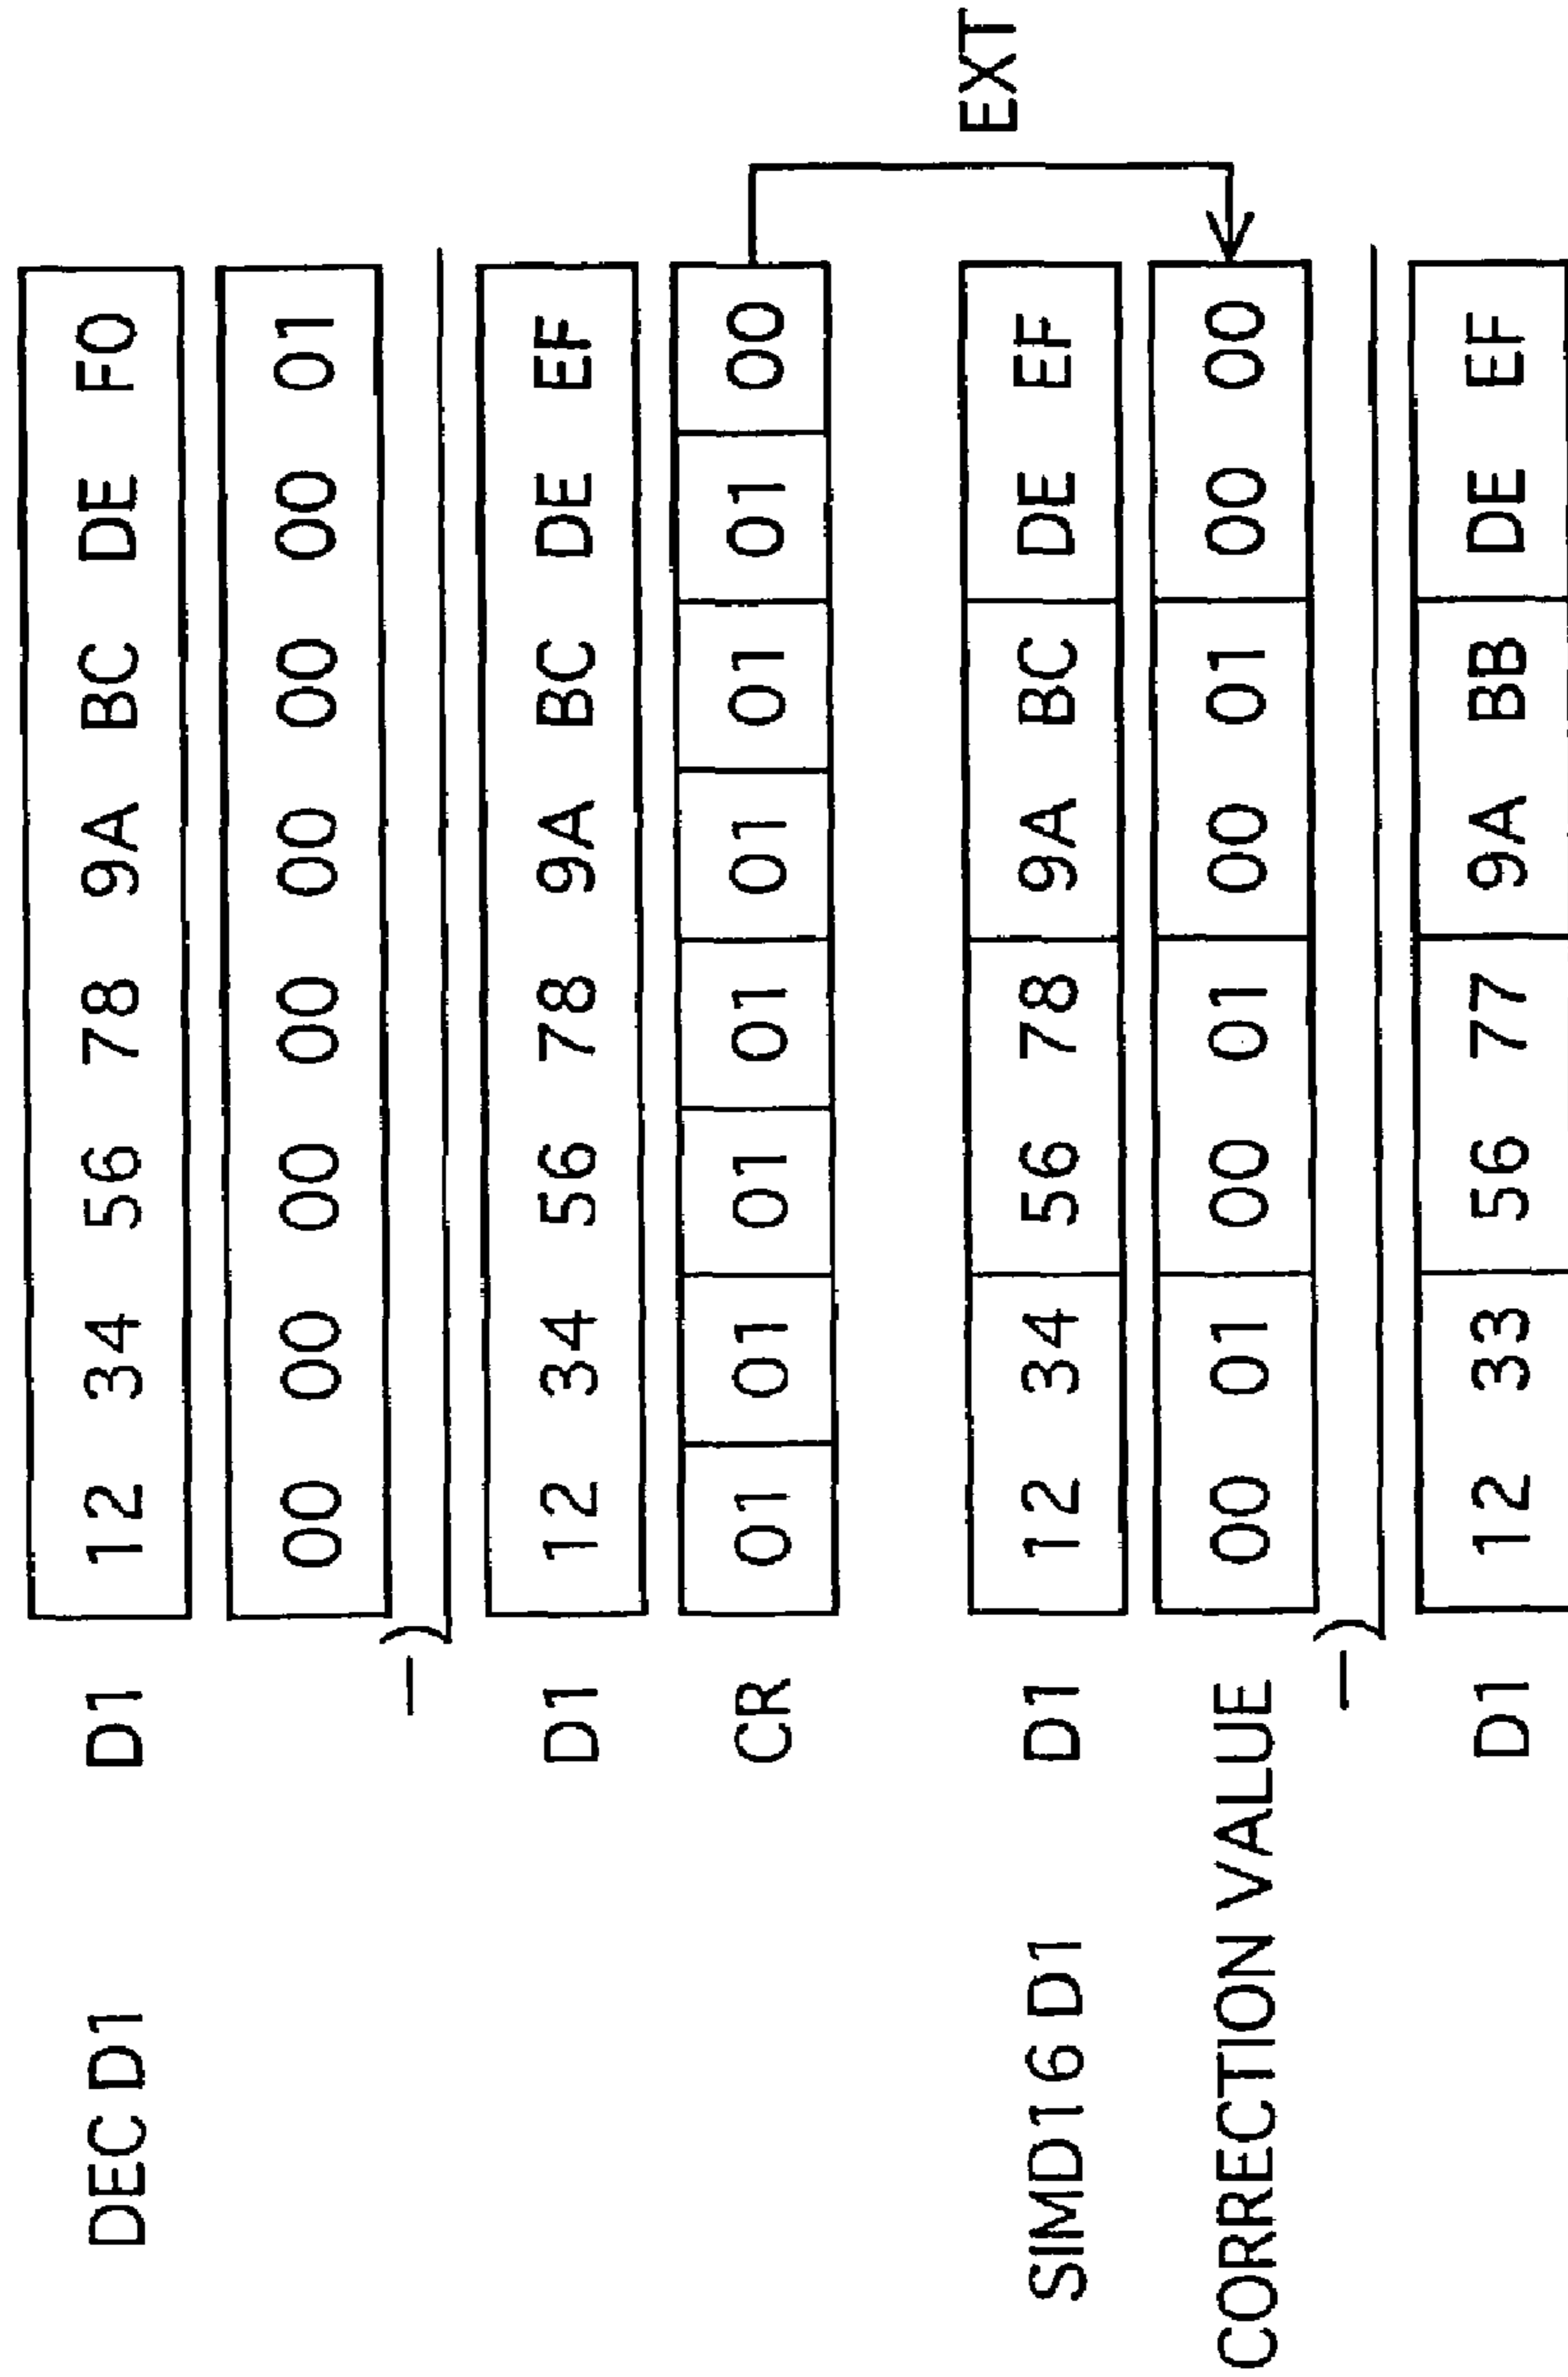 DEC D1 D1 12 34 56 78 9A BC DE F0
00 00 00 00 00 00 00 01
—)
D1 12 34 56 78 9A BC DE EF
CR 01 01 01 01 01 01 01 00
EXT
SIMD16 D1 D1 12 34 56 78 9A BC DE EF
CORRECTION VALUE 00 01 00 01 00 01 00 00
—)
D1 12 33 56 77 9A BB DE EF